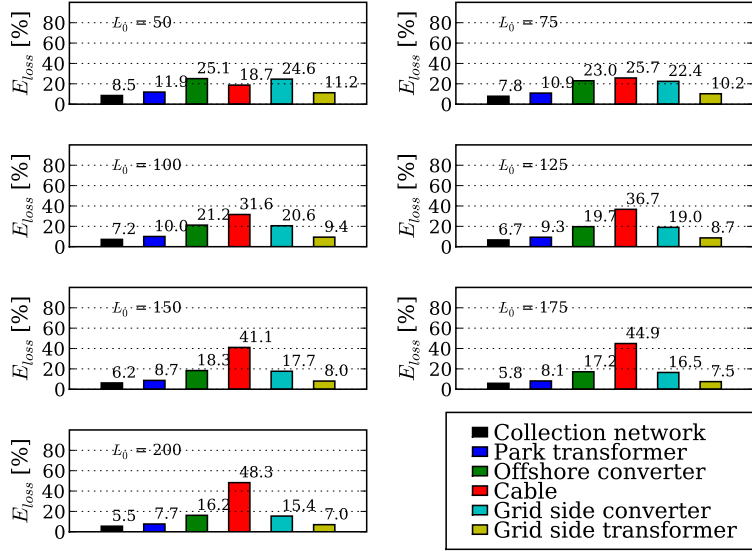 E_loss [%]
80
60
40
20
0
L_0 = 50
8.5 11.9 25.1 18.7 24.6 11.2
E_loss [%]
80
60
40
20
0
L_0 = 75
7.8 10.9 23.0 25.7 22.4 10.2
E_loss [%]
80
60
40
20
0
L_0 = 100
7.2 10.0 21.2 31.6 20.6 9.4
E_loss [%]
80
60
40
20
0
L_0 = 125
6.7 9.3 19.7 36.7 19.0 8.7
E_loss [%]
80
60
40
20
0
L_0 = 150
6.2 8.7 18.3 41.1 17.7 8.0
E_loss [%]
80
60
40
20
0
L_0 = 175
5.8 8.1 17.2 44.9 16.5 7.5
E_loss [%]
80
60
40
20
0
L_0 = 200
5.5 7.7 16.2 48.3 15.4 7.0
Collection network
Park transformer
Offshore converter
Cable
Grid side converter
Grid side transformer